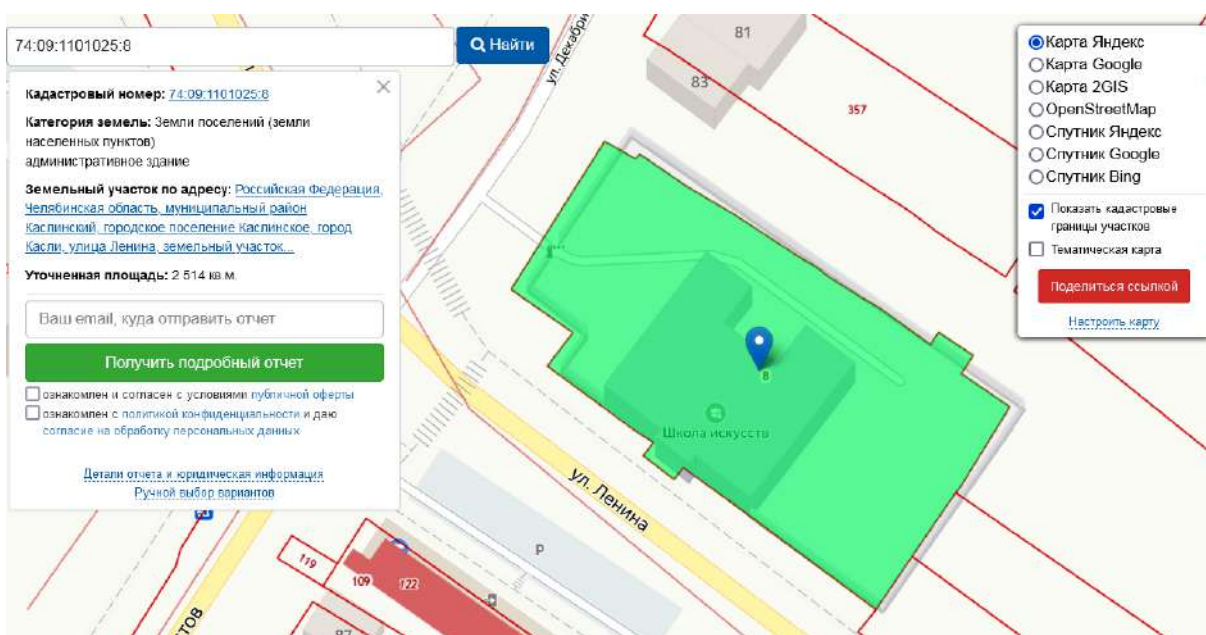 74:09:1101025:8
Найти
Кадастровый номер: 74:09:1101025:8
Категория земель: Земли поселений (земли
населенных пунктов)
административное здание
Земельный участок по адресу: Российская Федерация,
Челябинская область, муниципальный район
Каслинский, городское поселение Каслинское, город
Касли, улица Ленина, земельный участок...
Уточненная площадь: 2 514 кв.м.
Ваш email, куда отправить отчет
Получить подробный отчет
ознакомлен и согласен с условиями публичной оферты
ознакомлен с политикой конфиденциальности и даю
согласие на обработку персональных данных
Детали отчета и юридическая информация
Ручной выбор вариантов
ул. Декабри
81
83
357
8
Школа искусств
ул. Ленина
P
119
109
122
87
тов
Карта Яндекс
Карта Google
Карта 2GIS
OpenStreetMap
Спутник Яндекс
Спутник Google
Спутник Bing
Показать кадастровые
границы участков
Тематическая карта
Поделиться ссылкой
Настроить карту